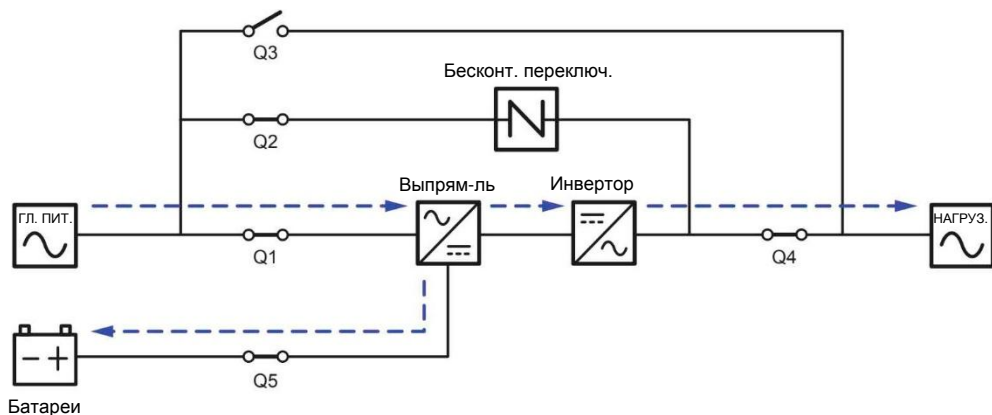 Q3
Бесконт. переключ.
Q2
Выпрям-ль
Инвертор
ГЛ. ПИТ.
НАГРУЗ.
Q1
Q4
Q5
Батареи